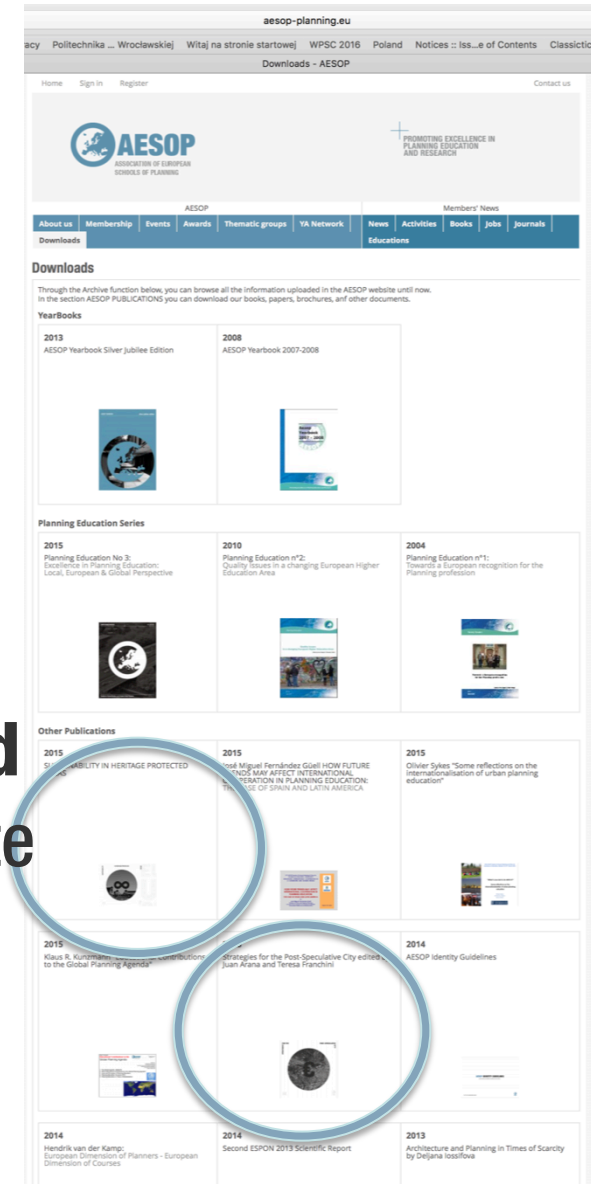 aesop-planning.eu
acy Politechnika ... Wrocławskiej Witaj na stronie startowej WPSC 2016 Poland Notices :: Iss...e of Contents Classictic
Downloads - AESOP
Home Sign in Register Contact us
AESOP
ASSOCIATION OF EUROPEAN
SCHOOLS OF PLANNING
PROMOTING EXCELLENCE IN
PLANNING EDUCATION
AND RESEARCH
AESOP Members' News
About us Membership Events Awards Thematic groups YA Network News Activities Books Jobs Journals
Downloads Educations
Downloads
Through the Archive function below, you can browse all the information uploaded in the AESOP website until now.
In the section AESOP PUBLICATIONS you can download our books, papers, brochures, anf other documents.
YearBooks
2013
AESOP Yearbook Silver Jubilee Edition
2008
AESOP Yearbook 2007-2008
Planning Education Series
2015
Planning Education No 3:
Excellence in Planning Education:
Local, European & Global Perspective
2010
Planning Education n°2:
Quality issues in a changing European Higher
Education Area
2004
Planning Education n°1:
Towards a European recognition for the
Planning profession
d
te
Other Publications
2015
IN HERITAGE PROTECTED
2015
José Miguel Fernández Güell HOW FUTURE
MAY AFFECT INTERNATIONAL
IN PLANNING EDUCATION:
OF SPAIN AND LATIN AMERICA
2015
Olivier Sykes "Some reflections on the
internationalisation of urban planning
education"
2015
Klaus R. Kunzmann
to the Global Planning Agenda"
Strategies for the Post-Speculative City edited
Juan Arana and Teresa Franchini
2014
AESOP Identity Guidelines
2014
Hendrik van der Kamp:
European Dimension of Planners - European
Dimension of Courses
2014
Second ESPON 2013 Scientific Report
2013
Architecture and Planning in Times of Scarcity
by Deljana Iossifova